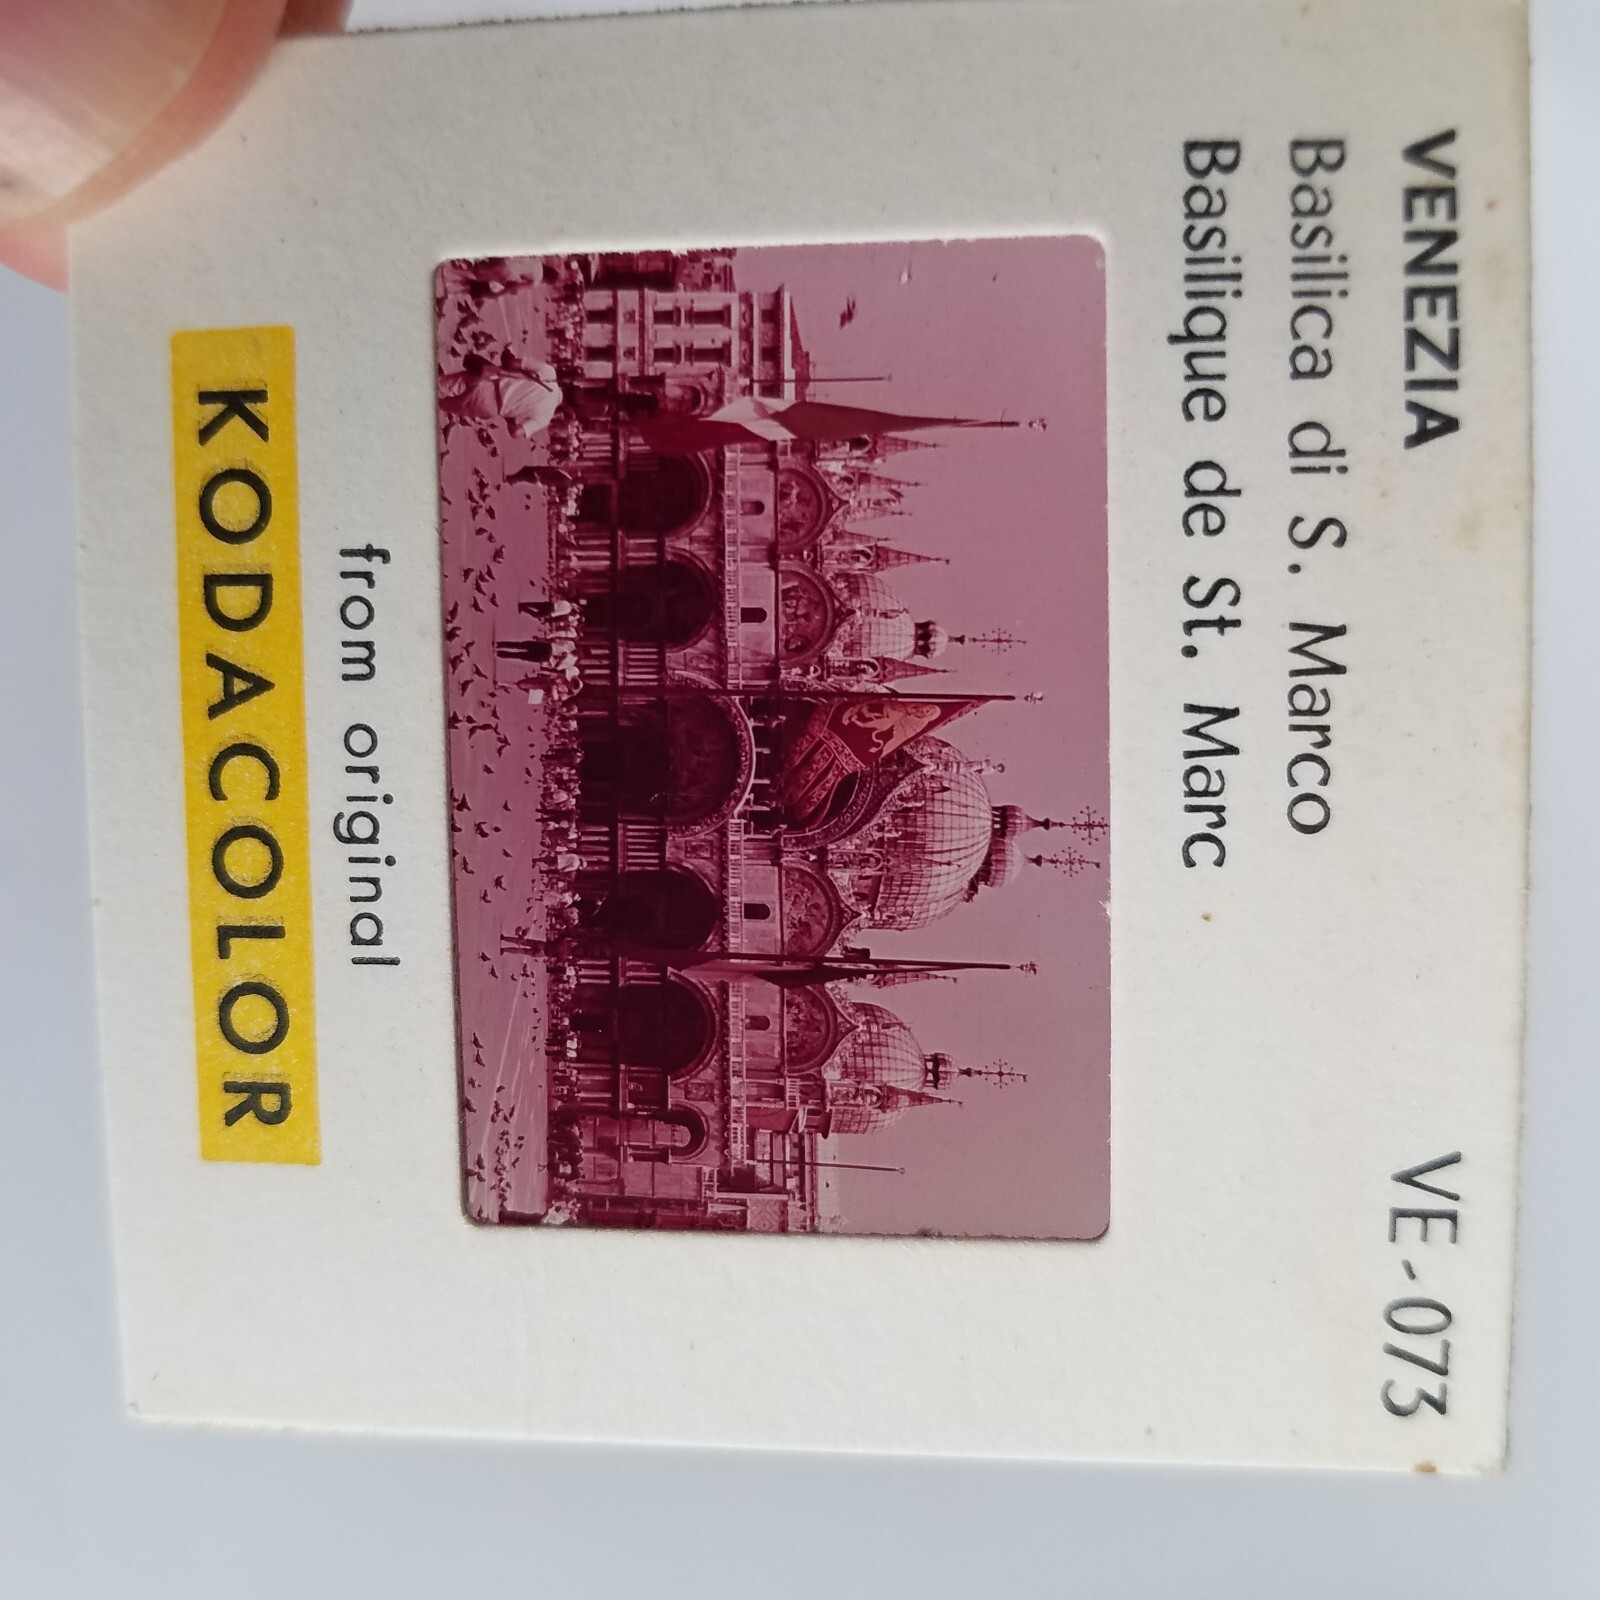 VENEZIA VE-073
Basilica di S. Marco
Basilique de St. Marc
from original
KODACOLOR